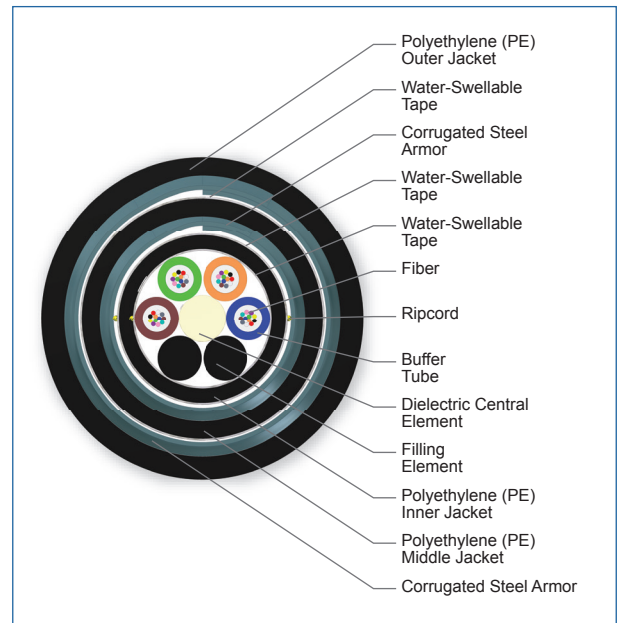 Polyethylene (PE)
Outer Jacket
Water-Swellable
Tape
Corrugated Steel
Armor
Water-Swellable
Tape
Water-Swellable
Tape
Fiber
Ripcord
Buffer
Tube
Dielectric Central
Element
Filling
Element
Polyethylene (PE)
Inner Jacket
Polyethylene (PE)
Middle Jacket
Corrugated Steel Armor